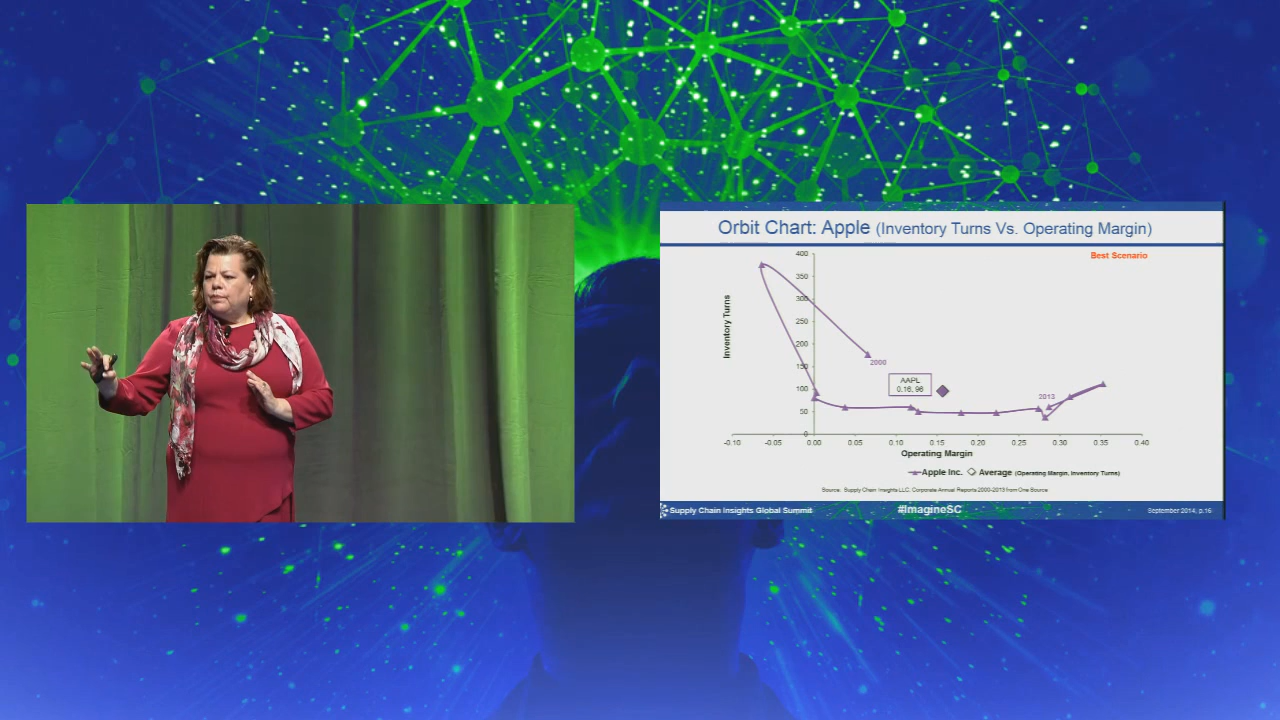 Orbit Chart: Apple (Inventory Turns Vs. Operating Margin)
Best Scenario
Inventory Turns
400
350
300
250
200
150
100
50
0
2000
AAPL
0.16, 96
2013
-0.10 -0.05 0.00 0.05 0.10 0.15 0.20 0.25 0.30 0.35 0.40
Operating Margin
Apple Inc. Average (Operating Margin, Inventory Turns)
Source: Supply Chain Insights LLC, Corporate Annual Reports 2000-2013 from One Source
Supply Chain Insights Global Summit #ImagineSC September 2014, p.16